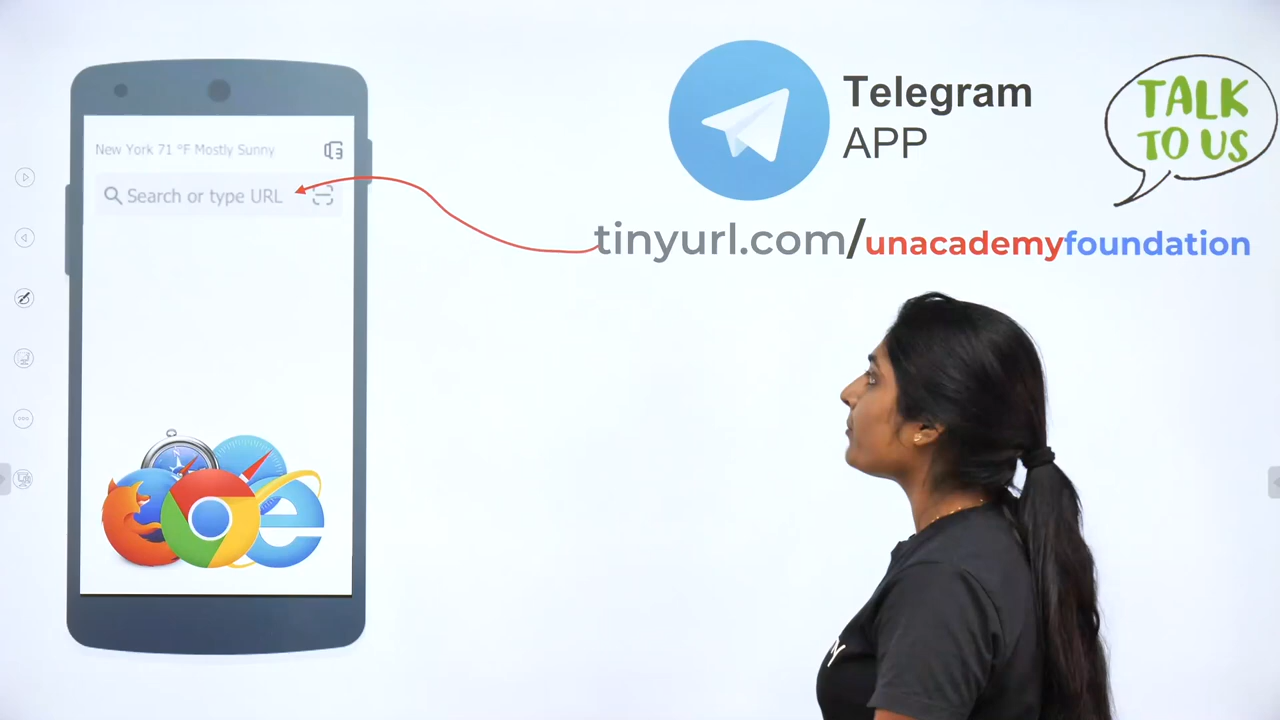 New York 71 °F Mostly Sunny
Search or type URL
Telegram
APP
TALK
TO US
tinyurl.com/unacademyfoundation